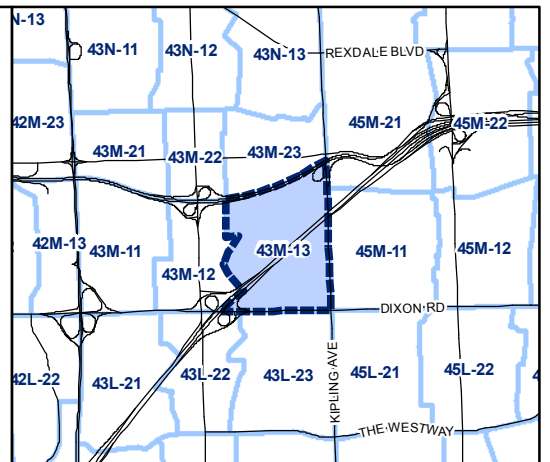 N-13
43N-11
43N-12
43N-13
REXDALE BLVD
42M-23
45M-21
45M-22
43M-21
43M-22
43M-23
42M-13
43M-11
43M-12
43M-13
45M-11
45M-12
DIXON RD
KIPLING AVE
42L-22
43L-21
43L-22
43L-23
45L-21
45L-22
4
THE WESTWAY